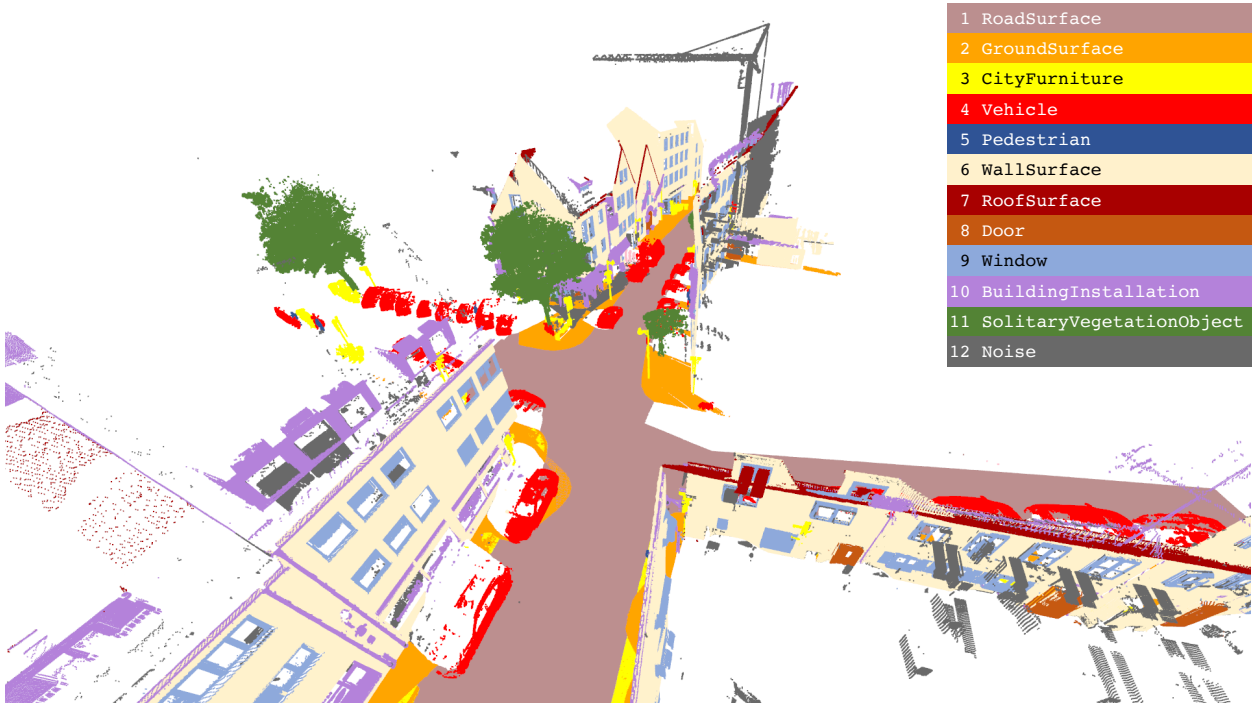 1 RoadSurface
2 GroundSurface
3 CityFurniture
4 Vehicle
5 Pedestrian
6 WallSurface
7 RoofSurface
8 Door
9 Window
10 BuildingInstallation
11 SolitaryVegetationObject
12 Noise